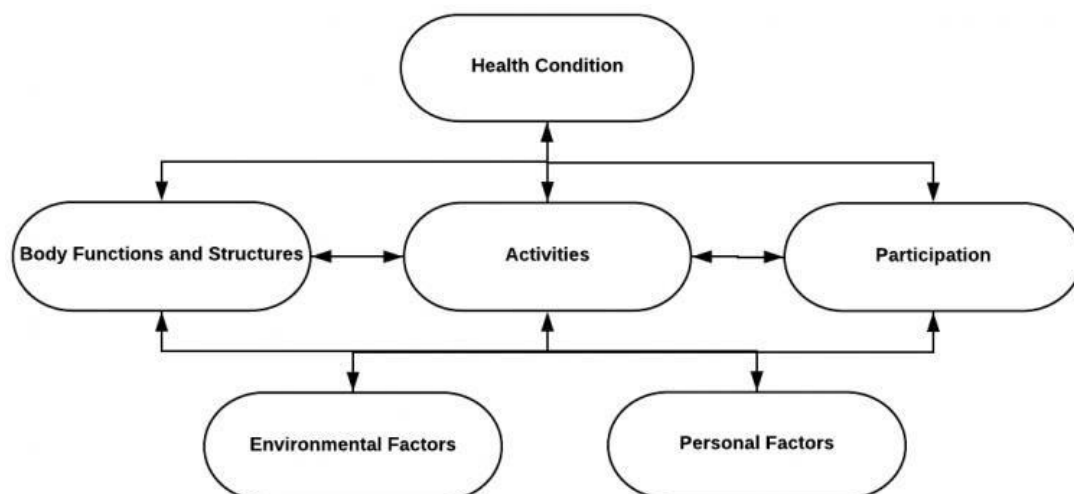 Health Condition
Body Functions and Structures
Activities
Participation
Environmental Factors
Personal Factors